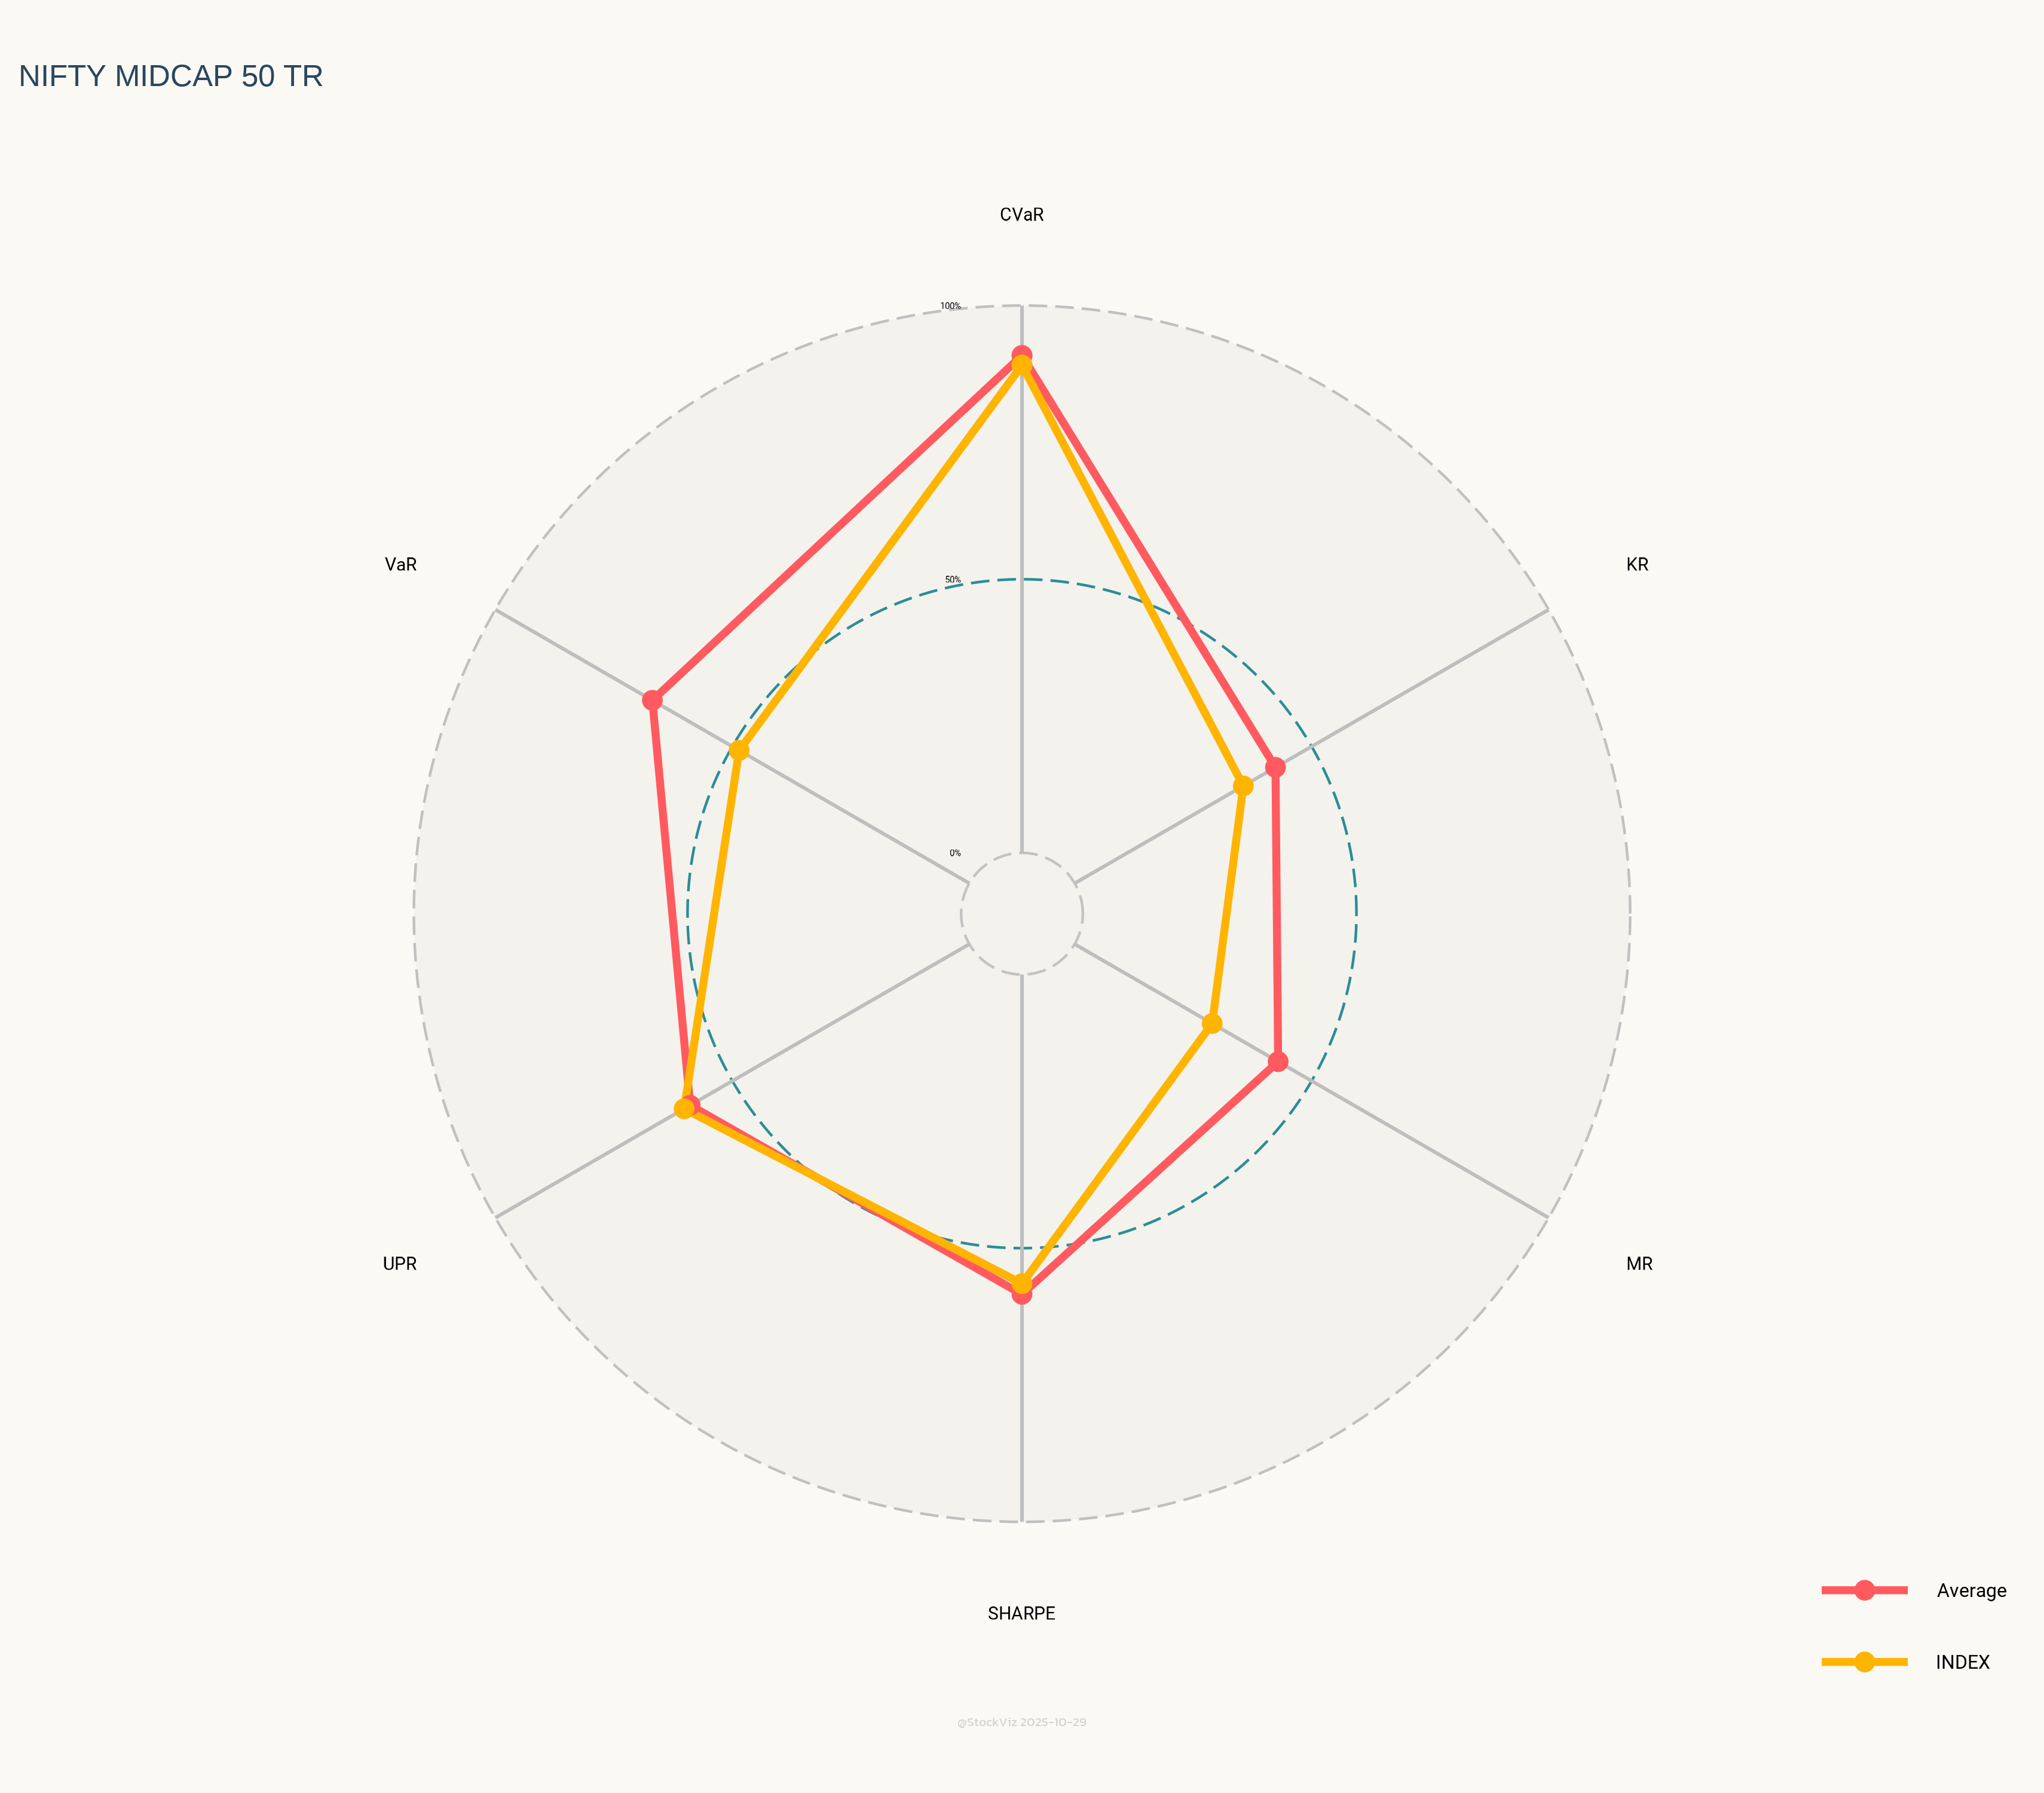 NIFTY MIDCAP 50 TR
CVaR
100%
VaR
KR
50%
0%
UPR
MR
SHARPE
Average
INDEX
@StockViz 2025-10-29